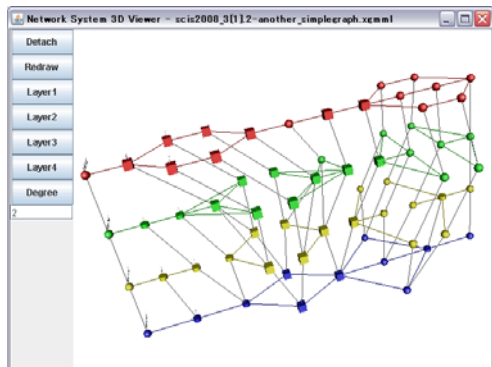 Network System 3D Viewer - scis2008_3[1].2-another_simplegraph.xgmml
Detach
Redraw
Layer1
Layer2
Layer3
Layer4
Degree
2